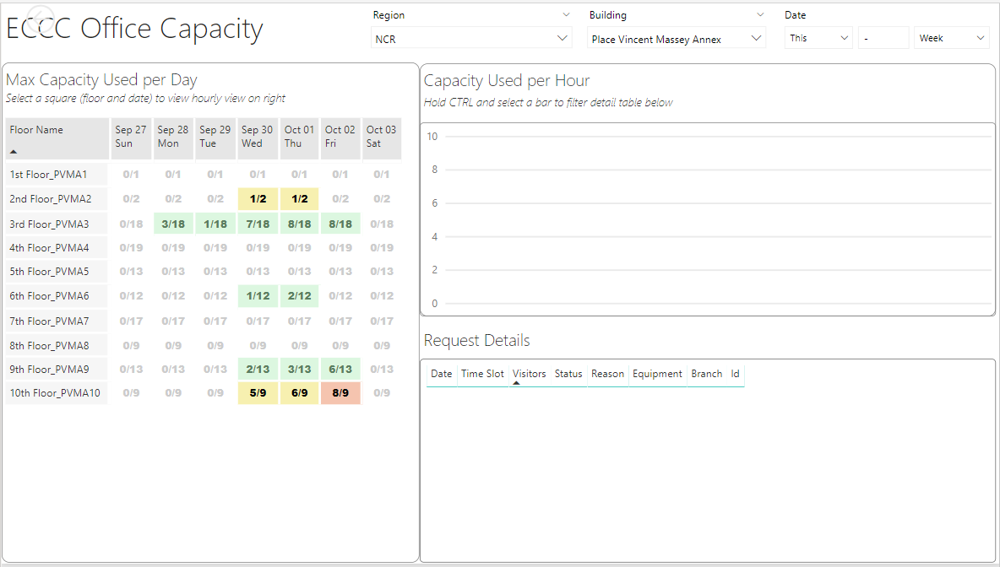 ECCC Office Capacity
Region
NCR
Building
Place Vincent Massey Annex
Date
This - Week
Max Capacity Used per Day
Select a square (floor and date) to view hourly view on right
Floor Name Sep 27 Sun Sep 28 Mon Sep 29 Tue Sep 30 Wed Oct 01 Thu Oct 02 Fri Oct 03 Sat
1st Floor_PVMA1 0/1 0/1 0/1 0/1 0/1 0/1 0/1
2nd Floor_PVMA2 0/2 0/2 0/2 1/2 1/2 0/2 0/2
3rd Floor_PVMA3 0/18 3/18 1/18 7/18 8/18 8/18 0/18
4th Floor_PVMA4 0/19 0/19 0/19 0/19 0/19 0/19 0/19
5th Floor_PVMA5 0/13 0/13 0/13 0/13 0/13 0/13 0/13
6th Floor_PVMA6 0/12 0/12 0/12 1/12 2/12 0/12 0/12
7th Floor_PVMA7 0/17 0/17 0/17 0/17 0/17 0/17 0/17
8th Floor_PVMA8 0/9 0/9 0/9 0/9 0/9 0/9 0/9
9th Floor_PVMA9 0/13 0/13 0/13 2/13 3/13 6/13 0/13
10th Floor_PVMA10 0/9 0/9 0/9 5/9 6/9 8/9 0/9
Capacity Used per Hour
Hold CTRL and select a bar to filter detail table below
10
8
6
4
2
0
Request Details
Date Time Slot Visitors Status Reason Equipment Branch Id